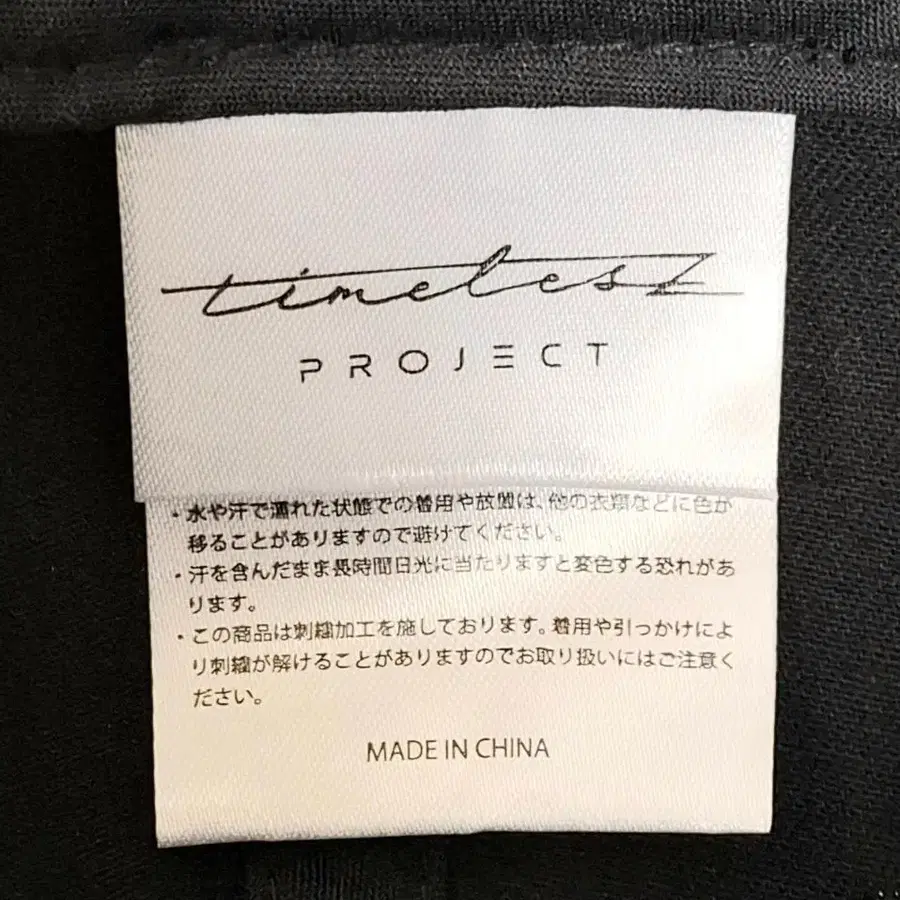 timelesz
PROJECT
・水や汗で濡れた状態での着用や放置は、他の衣類などに色が
移ることがありますので避けてください。
・汗を含んだまま長時間日光に当たりますと変色する恐れがあ
ります。
・この商品は刺繍加工を施しております。着用や引っかけによ
り刺繍が解けることがありますのでお取り扱いにはご注意く
ださい。
MADE IN CHINA